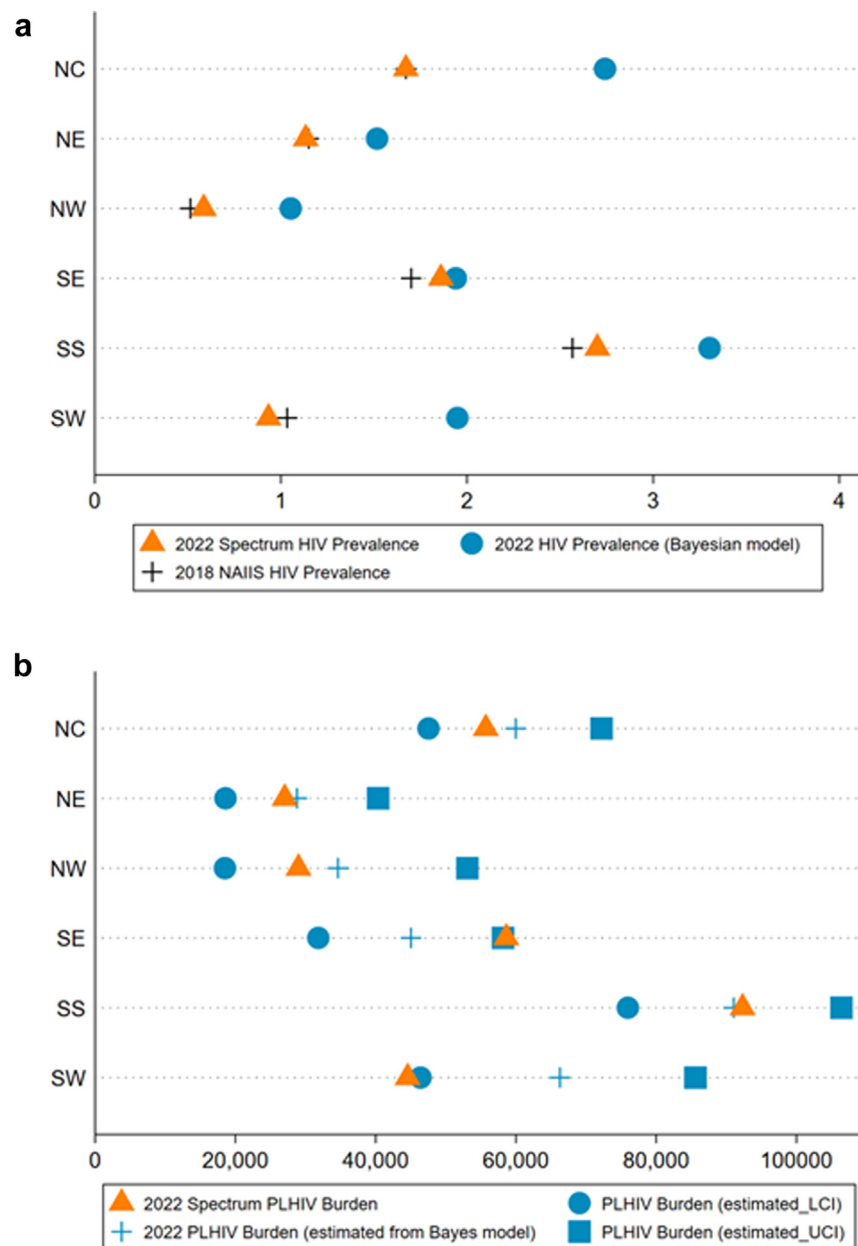 a
NC
NE
NW
SE
SS
SW
0 1 2 3 4
2022 Spectrum HIV Prevalence 2022 HIV Prevalence (Bayesian model)
2018 NAIIS HIV Prevalence
b
NC
NE
NW
SE
SS
SW
0 20,000 40,000 60,000 80,000 100000
2022 Spectrum PLHIV Burden PLHIV Burden (estimated_LCI)
2022 PLHIV Burden (estimated from Bayes model) PLHIV Burden (estimated_UCI)